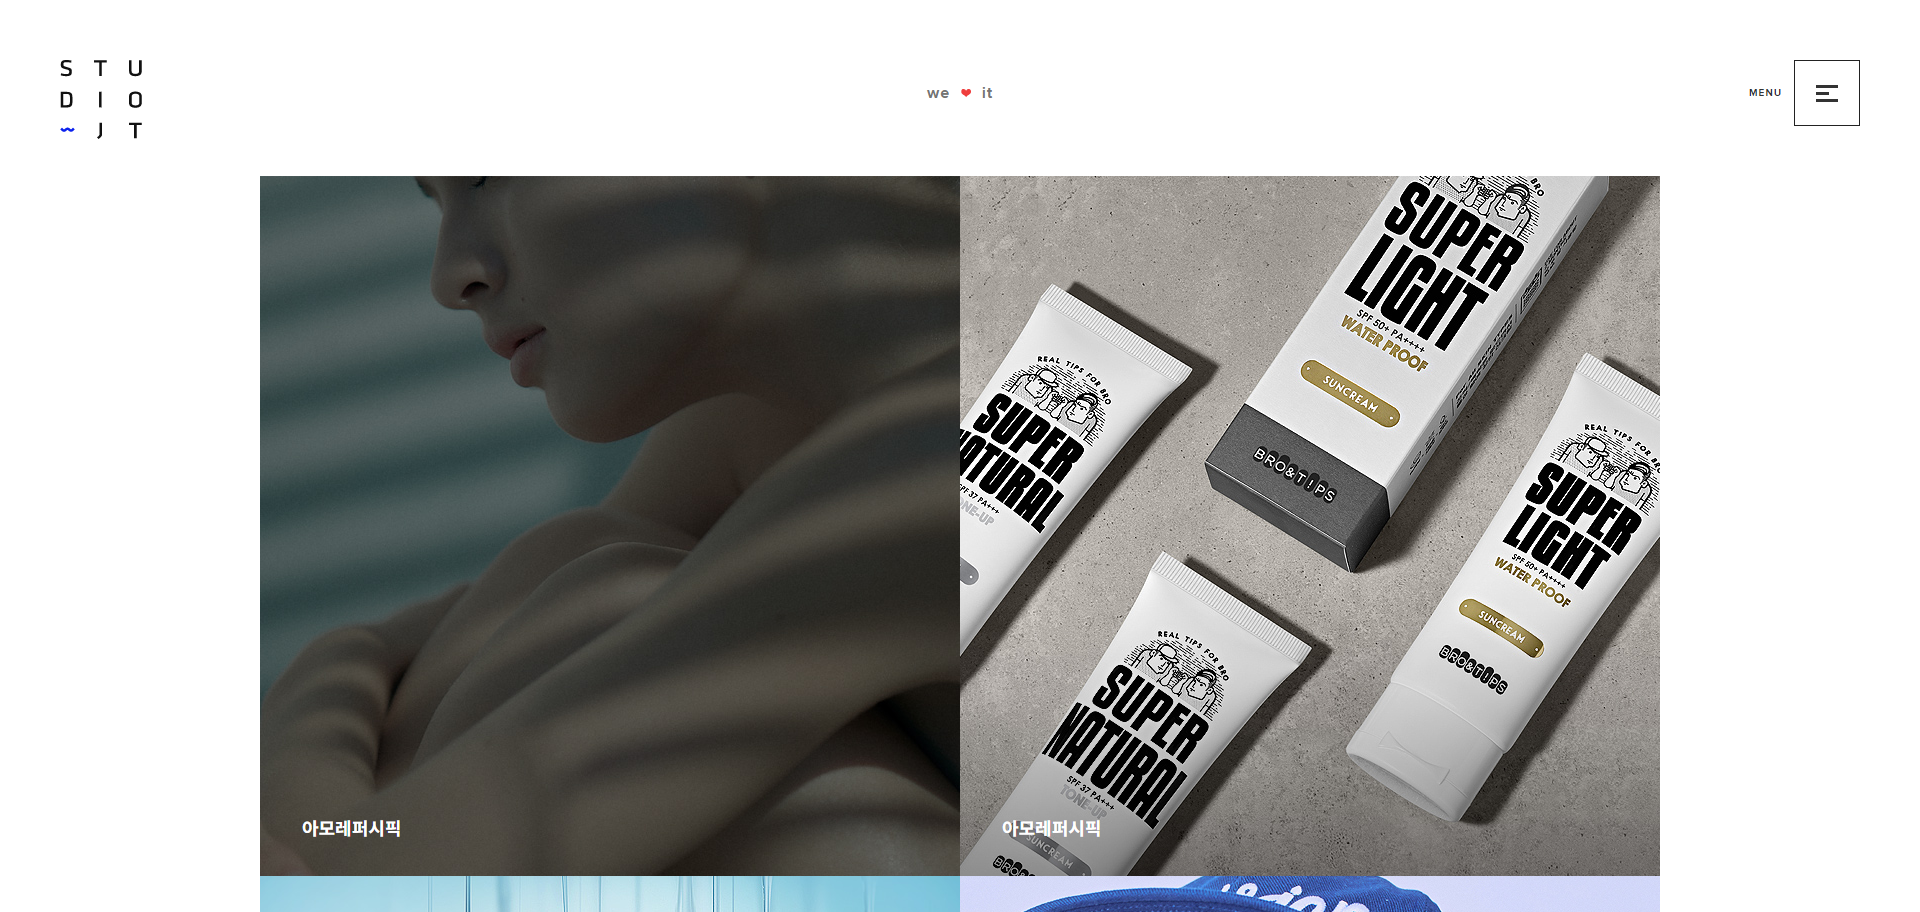 S T U
D I O
J T
we ❤ it
MENU
아모레퍼시픽
BRO
SUPER
LIGHT
SPF 50+ PA++++
WATER PROOF
SUNCREAM
BRO&TIPS
REAL TIPS FOR BRO
SUPER
NATURAL
SPF 37 PA+++
TONE-UP
REAL TIPS FOR BRO
SUPER
LIGHT
SPF 50+ PA++++
WATER PROOF
SUNCREAM
BRO&TIPS
REAL TIPS FOR BRO
SUPER
NATURAL
SPF 37 PA+++
TONE-UP
SUNCREAM
아모레퍼시픽